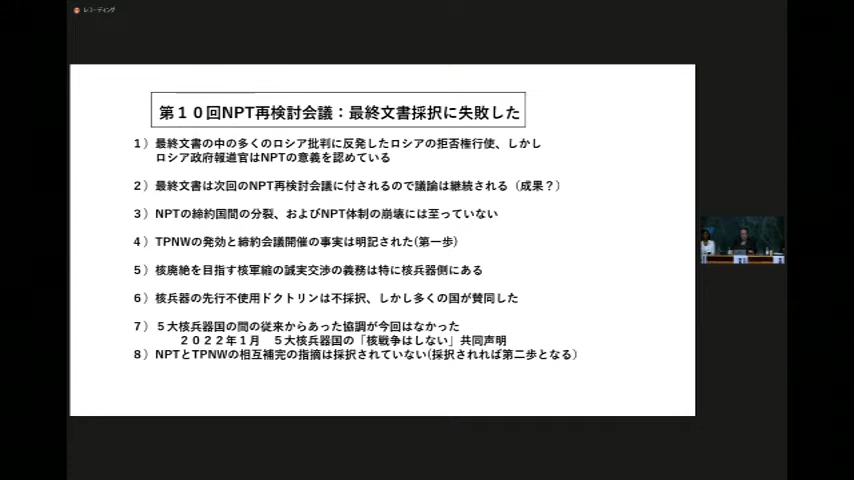 レコーディング
第１０回NPT再検討会議：最終文書採択に失敗した
１）最終文書の中の多くのロシア批判に反発したロシアの拒否権行使、しかし
ロシア政府報道官はNPTの意義を認めている
２）最終文書は次回のNPT再検討会議に付されるので議論は継続される（成果？）
３）NPTの締約国間の分裂、およびNPT体制の崩壊には至っていない
４）TPNWの発効と締約会議開催の事実は明記された(第一歩)
５）核廃絶を目指す核軍縮の誠実交渉の義務は特に核兵器側にある
６）核兵器の先行不使用ドクトリンは不採択、しかし多くの国が賛同した
７）５大核兵器国の間の従来からあった協調が今回はなかった
２０２２年１月　５大核兵器国の「核戦争はしない」共同声明
８）NPTとTPNWの相互補完の指摘は採択されていない(採択されれば第二歩となる）